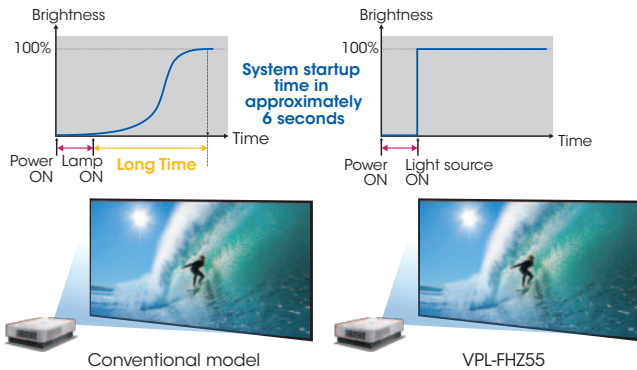 Brightness
100%
Time
Power
ON
Lamp
ON
Long Time
System startup
time in
approximately
6 seconds
Brightness
100%
Time
Power
ON
Light source
ON
Conventional model
VPL-FHZ55